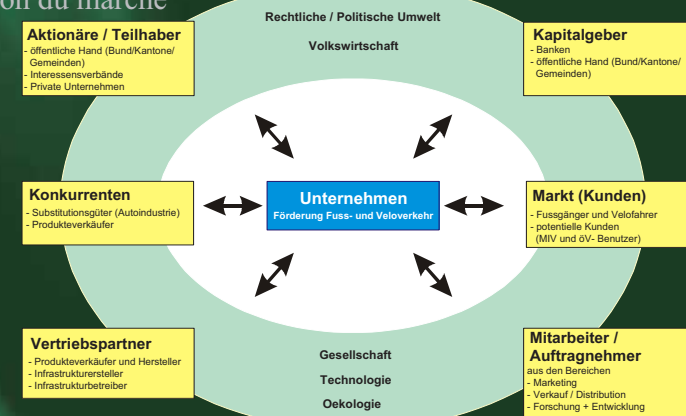 on du marché
Rechtliche / Politische Umwelt
Volkswirtschaft
Aktionäre / Teilhaber
- öffentliche Hand (Bund/Kantone/
Gemeinden)
- Interessensverbände
- Private Unternehmen
Kapitalgeber
- Banken
- öffentliche Hand (Bund/Kantone/
Gemeinden)
Konkurrenten
- Substitutionsgüter (Autoindustrie)
- Produkteverkäufer
Unternehmen
Förderung Fuss- und Veloverkehr
Markt (Kunden)
- Fussgänger und Velofahrer
- potentielle Kunden
(MIV und öV- Benutzer)
Vertriebspartner
- Produkteverkäufer und Hersteller
- Infrastrukturersteller
- Infrastrukturbetreiber
Gesellschaft
Technologie
Oekologie
Mitarbeiter /
Auftragnehmer
aus den Bereichen
- Marketing
- Verkauf / Distribution
- Forschung + Entwicklung